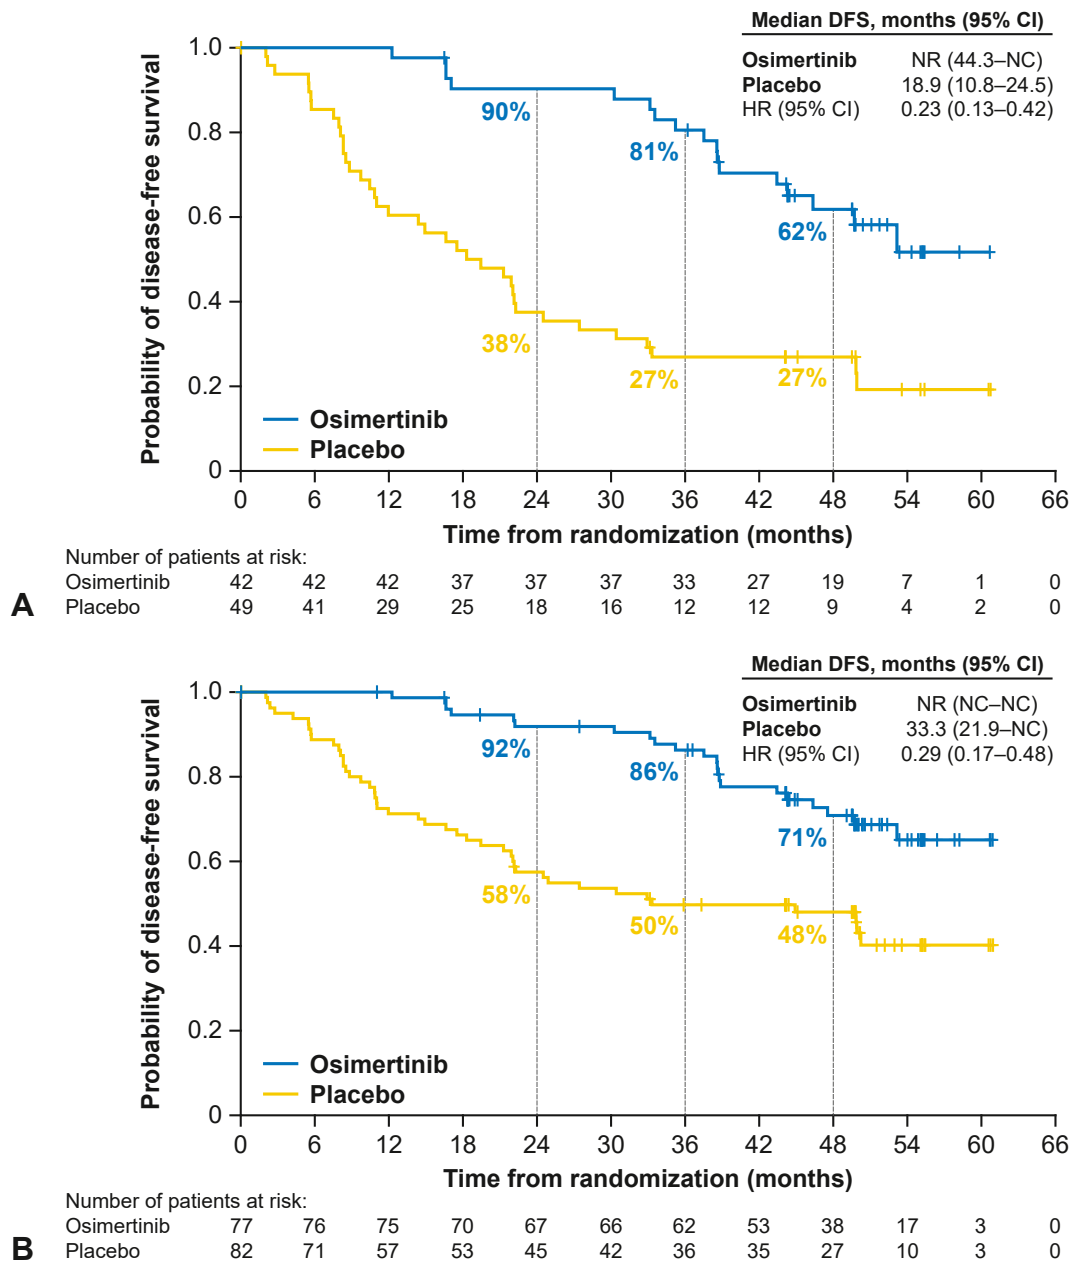 Median DFS, months (95% CI)
Osimertinib NR (44.3–NC)
Placebo 18.9 (10.8–24.5)
HR (95% CI) 0.23 (0.13–0.42)
Probability of disease-free survival
1.0
0.8
0.6
0.4
0.2
0
90%
81%
62%
38%
27%
27%
Osimertinib
Placebo
0 6 12 18 24 30 36 42 48 54 60 66
Time from randomization (months)
Number of patients at risk:
Osimertinib 42 42 42 37 37 37 33 27 19 7 1 0
A Placebo 49 41 29 25 18 16 12 12 9 4 2 0
Median DFS, months (95% CI)
Osimertinib NR (NC–NC)
Placebo 33.3 (21.9–NC)
HR (95% CI) 0.29 (0.17–0.48)
Probability of disease-free survival
1.0
0.8
0.6
0.4
0.2
0
92%
86%
71%
58%
50%
48%
Osimertinib
Placebo
0 6 12 18 24 30 36 42 48 54 60 66
Time from randomization (months)
Number of patients at risk:
Osimertinib 77 76 75 70 67 66 62 53 38 17 3 0
B Placebo 82 71 57 53 45 42 36 35 27 10 3 0